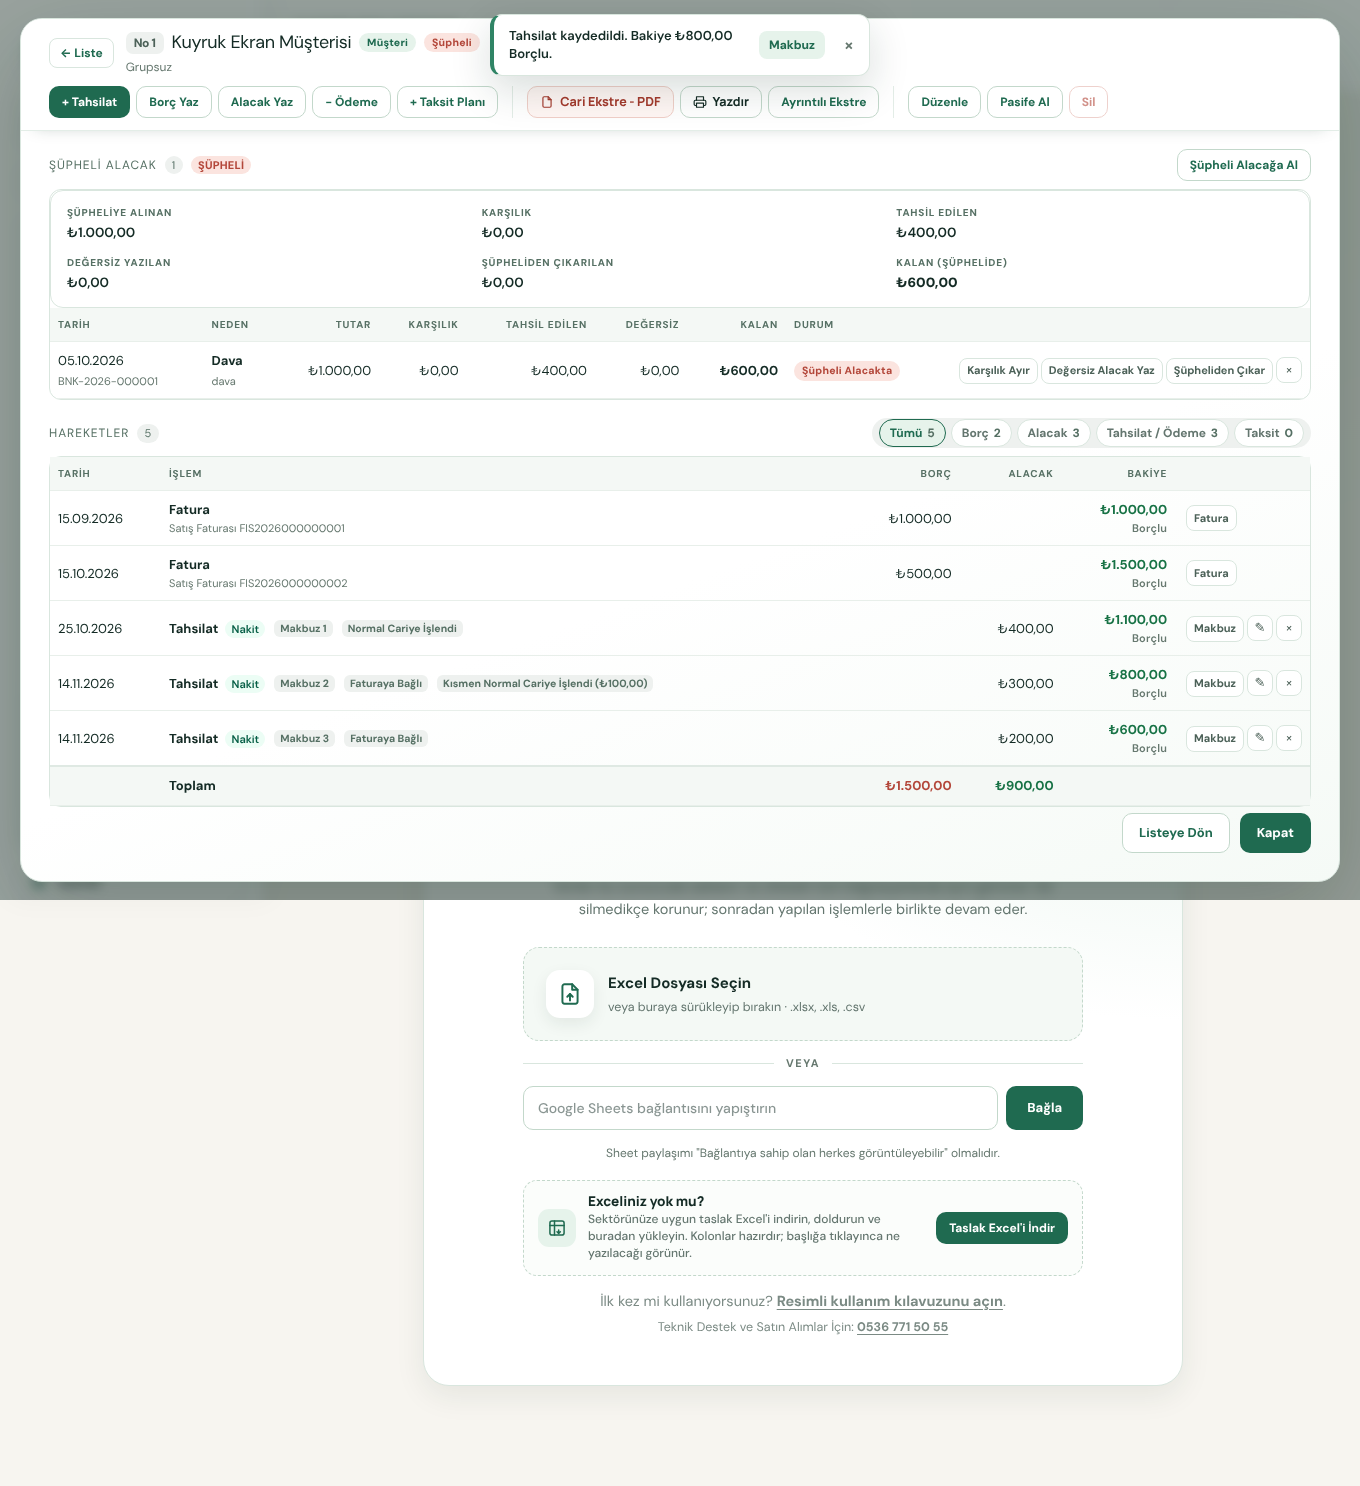 ← Liste
No 1 Kuyruk Ekran Müşterisi Müşteri Şüpheli
Grupsuz
Tahsilat kaydedildi. Bakiye ₺800,00
Borçlu.
Makbuz ×
+ Tahsilat Borç Yaz Alacak Yaz - Ödeme + Taksit Planı Cari Ekstre - PDF Yazdır Ayrıntılı Ekstre Düzenle Pasife Al Sil
ŞÜPHELİ ALACAK 1 ŞÜPHELİ Şüpheli Alacağa Al
ŞÜPHELİYE ALINAN KARŞILIK TAHSİL EDİLEN
₺1.000,00 ₺0,00 ₺400,00
DEĞERSİZ YAZILAN ŞÜPHELİDEN ÇIKARILAN KALAN (ŞÜPHELİDE)
₺0,00 ₺0,00 ₺600,00
TARİH NEDEN TUTAR KARŞILIK TAHSİL EDİLEN DEĞERSİZ KALAN DURUM
05.10.2026 Dava ₺1.000,00 ₺0,00 ₺400,00 ₺0,00 ₺600,00 Şüpheli Alacakta Karşılık Ayır Değersiz Alacak Yaz Şüpheliden Çıkar ×
BNK-2026-000001 dava
HAREKETLER 5 Tümü 5 Borç 2 Alacak 3 Tahsilat / Ödeme 3 Taksit 0
TARİH İŞLEM BORÇ ALACAK BAKİYE
15.09.2026 Fatura ₺1.000,00 ₺1.000,00 Fatura
Satış Faturası FIS2026000000001 Borçlu
15.10.2026 Fatura ₺500,00 ₺1.500,00 Fatura
Satış Faturası FIS2026000000002 Borçlu
25.10.2026 Tahsilat Nakit Makbuz 1 Normal Cariye İşlendi ₺400,00 ₺1.100,00 Makbuz ✎ ×
Borçlu
14.11.2026 Tahsilat Nakit Makbuz 2 Faturaya Bağlı Kısmen Normal Cariye İşlendi (₺100,00) ₺300,00 ₺800,00 Makbuz ✎ ×
Borçlu
14.11.2026 Tahsilat Nakit Makbuz 3 Faturaya Bağlı ₺200,00 ₺600,00 Makbuz ✎ ×
Borçlu
Toplam ₺1.500,00 ₺900,00
Listeye Dön Kapat
silmedikçe korunur; sonradan yapılan işlemlerle birlikte devam eder.
Excel Dosyası Seçin
veya buraya sürükleyip bırakın · .xlsx, .xls, .csv
VEYA
Google Sheets bağlantısını yapıştırın Bağla
Sheet paylaşımı "Bağlantıya sahip olan herkes görüntüleyebilir" olmalıdır.
Exceliniz yok mu?
Sektörünüze uygun taslak Excel'i indirin, doldurun ve
buradan yükleyin. Kolonlar hazırdır; başlığa tıklayınca ne
yazılacağı görünür.
Taslak Excel'i İndir
İlk kez mi kullanıyorsunuz? Resimli kullanım kılavuzunu açın.
Teknik Destek ve Satın Alımlar İçin: 0536 771 50 55